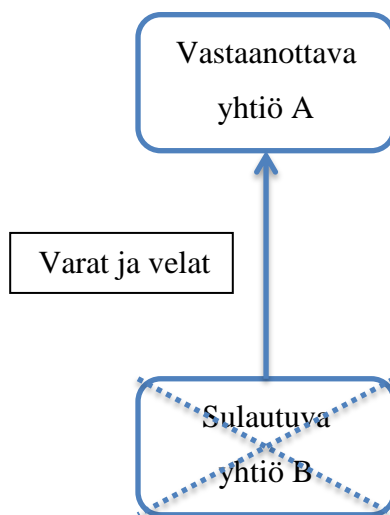 Vastaanottava
yhtiö A
Varat ja velat
Sulautuva
yhtiö B